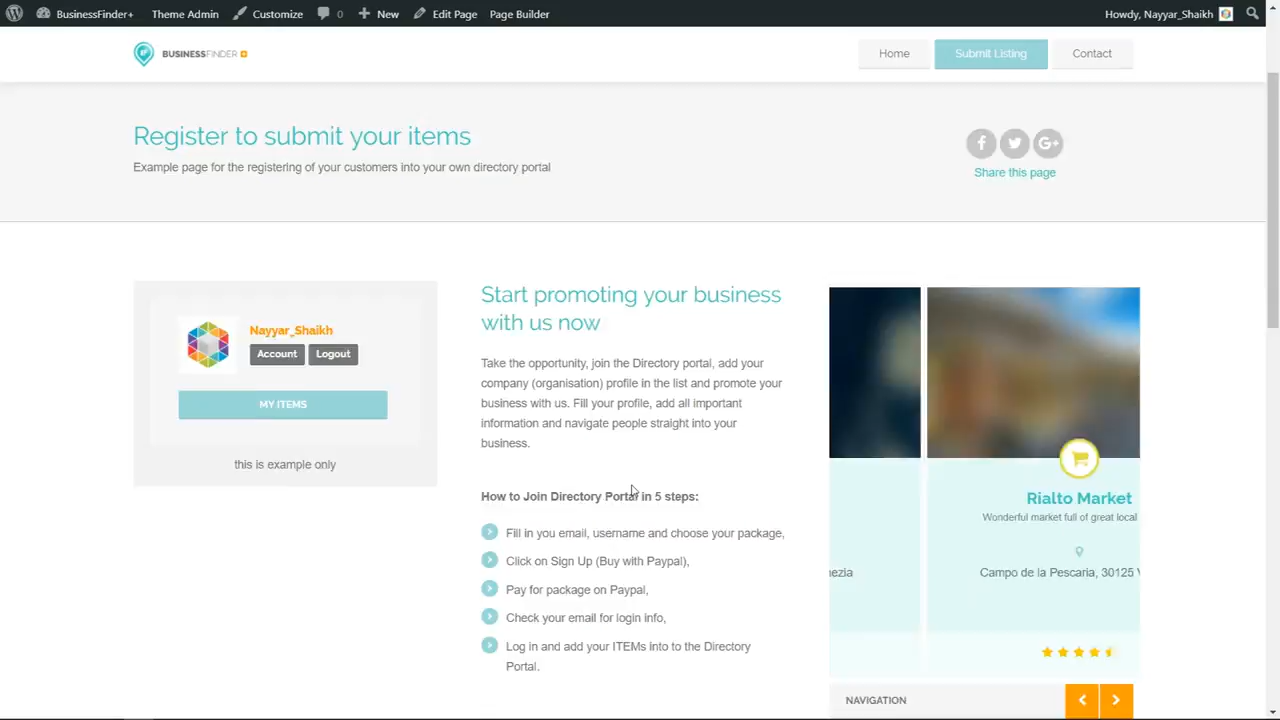 BusinessFinder+ Theme Admin Customize 0 New Edit Page Page Builder Howdy, Nayyar_Shaikh
BUSINESSFINDER Home Submit Listing Contact
Register to submit your items
Example page for the registering of your customers into your own directory portal
Share this page
Nayyar_Shaikh
Account Logout
MY ITEMS
this is example only
Start promoting your business
with us now
Take the opportunity, join the Directory portal, add your
company (organisation) profile in the list and promote your
business with us. Fill your profile, add all important
information and navigate people straight into your
business.
How to Join Directory Portal in 5 steps:
Fill in you email, username and choose your package,
Click on Sign Up (Buy with Paypal),
Pay for package on Paypal,
Check your email for login info,
Log in and add your ITEMs into to the Directory
Portal.
Rialto Market
Wonderful market full of great local
nezia
Campo de la Pescaria, 30125 V
NAVIGATION